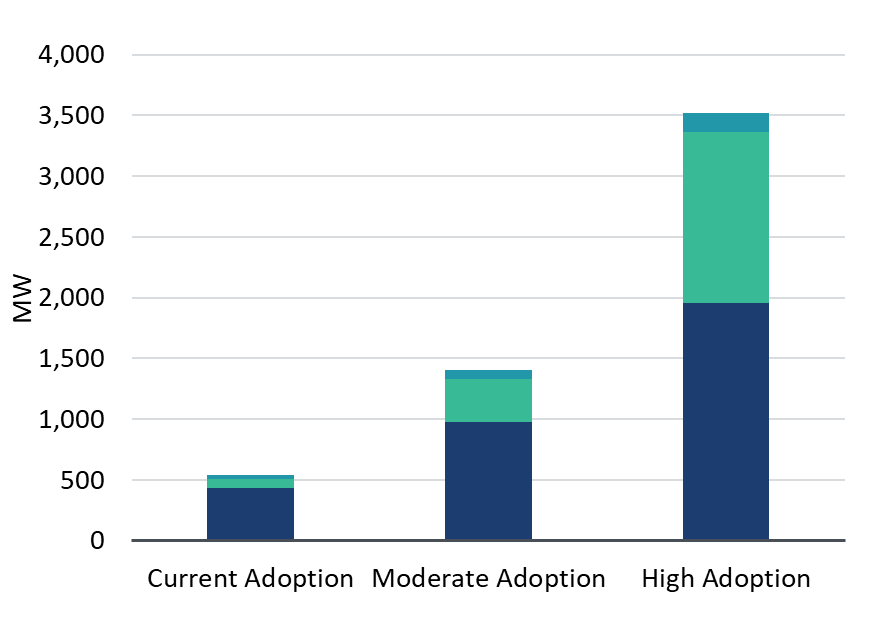 4,000
3,500
3,000
2,500
2,000
1,500
1,000
500
0
MW
Current Adoption
Moderate Adoption
High Adoption